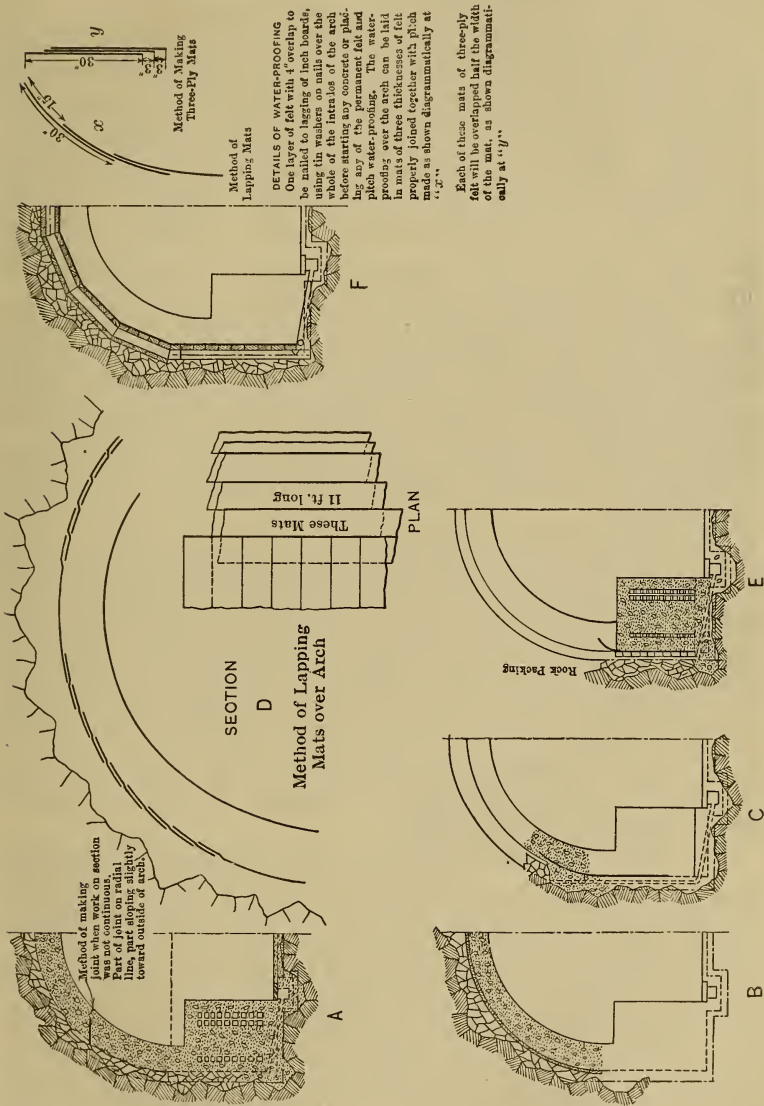 Method of making
joint when work on section
was not continuous.
Part of joint on radial
line, part sloping slightly
toward outside of arch.
A
SECTION
D
Method of Lapping
Mats over Arch
These Mats
11 ft. long
PLAN
F
30"
15"
x
Method of
Lapping Mats
30"
y
Method of Making
Three-Ply Mats
DETAILS OF WATER-PROOFING
One layer of felt with 4" overlap to
be nailed to lagging of inch boards,
using tin washers on nails over the
whole of the intrados of the arch
before starting any concrete or plac-
ing any of the permanent felt and
pitch water-proofing. The water-
proofing over the arch can be laid
in mats of three thicknesses of felt
properly joined together with pitch
made as shown diagrammatically at
"x"
Each of these mats of three-ply
felt will be overlapped half the width
of the mat, as shown diagrammati-
cally at "y"
B
C
Rock Packing
E